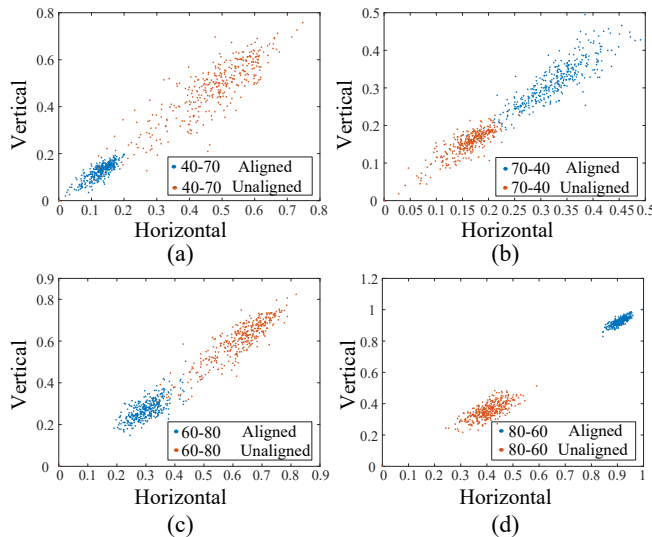 0.8
0.6
0.4
0.2
0
Vertical
0 0.1 0.2 0.3 0.4 0.5 0.6 0.7 0.8
Horizontal
40-70 Aligned
40-70 Unaligned
(a)
0.5
0.4
0.3
0.2
0.1
0
Vertical
0 0.05 0.1 0.15 0.2 0.25 0.3 0.35 0.4 0.45 0.5
Horizontal
70-40 Aligned
70-40 Unaligned
(b)
0.9
0.8
0.6
0.4
0.2
0
Vertical
0 0.1 0.2 0.3 0.4 0.5 0.6 0.7 0.8 0.9
Horizontal
60-80 Aligned
60-80 Unaligned
(c)
1.2
1
0.8
0.6
0.4
0.2
0
Vertical
0 0.1 0.2 0.3 0.4 0.5 0.6 0.7 0.8 0.9 1
Horizontal
80-60 Aligned
80-60 Unaligned
(d)